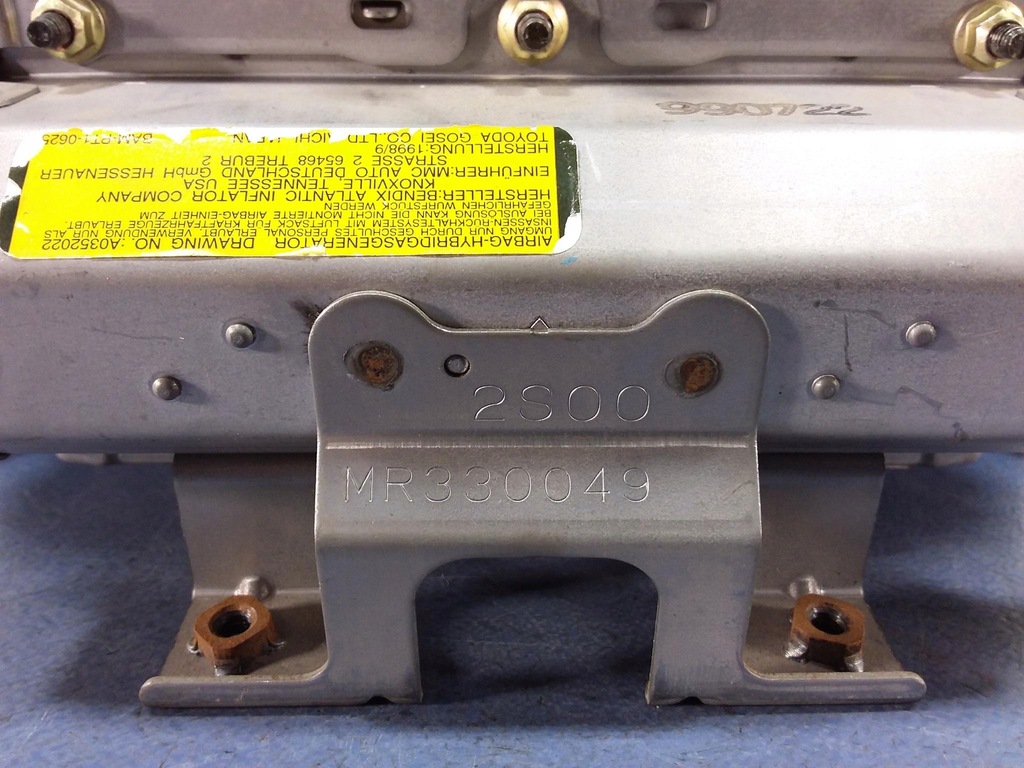 AIRBAG-HYBRIDGASGENERATOR DRAWING NO.:A0352022
UMGANG NUR DURCH GESCHULTES PERSONAL ERLAUBT. VERWENDUNG NUR ALS
INSASSEN-RÜCKHALTESYSTEM MIT LUFTSACK FÜR KRAFTFAHRZEUGE ERLAUBT.
BEI AUSLÖSUNG KANN DIE NICHT MONTIERTE AIRBAG-EINHEIT ZUM
GEFÄHRLICHEN WURFSTÜCK WERDEN
HERSTELLER:BENDIX ATLANTIC INFLATOR COMPANY
KNOXVILLE, TENNESSEE USA
EINFÜHRER:MMC AUTO DEUTSCHLAND GmbH HESSENAUER
STRASSE 2 65468 TREBUR 2
HERSTELLUNG:1998/9
TOYODA GOSEI CO.,LTD BAM-PT1-0625
2S00
MR330049